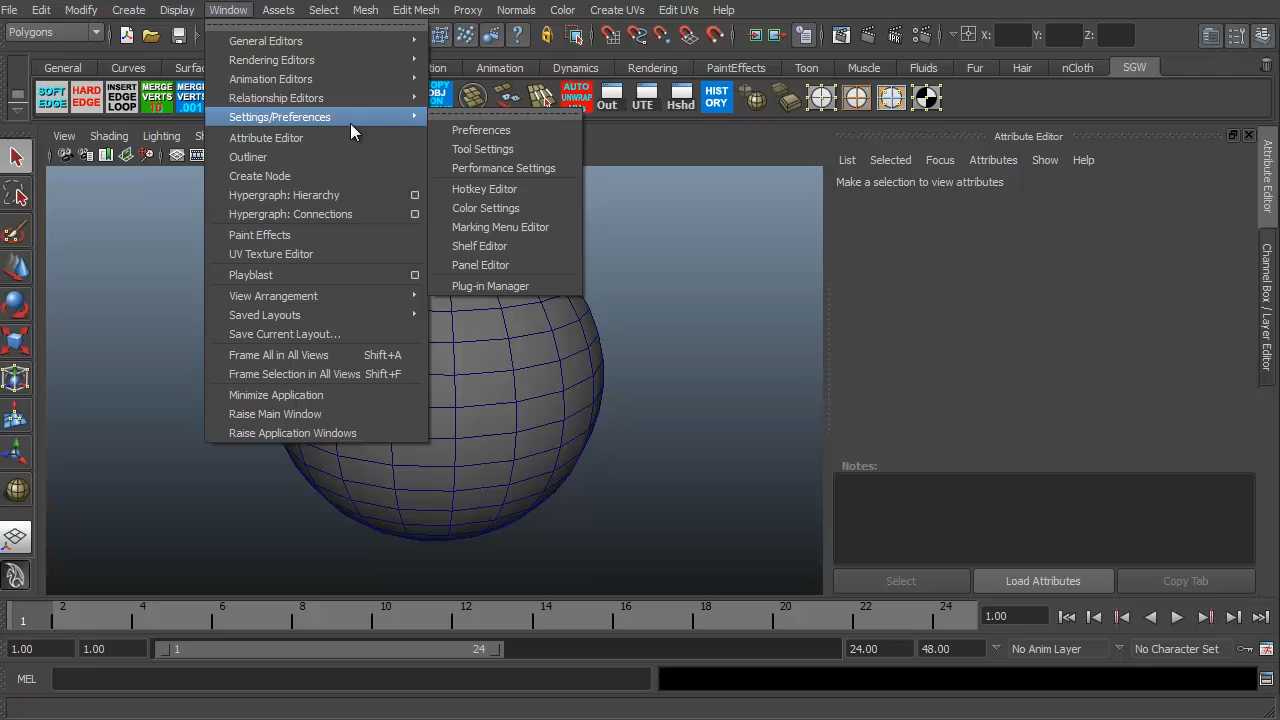 File Edit Modify Create Display Window Assets Select Mesh Edit Mesh Proxy Normals Color Create UVs Edit UVs Help
Polygons X: Y: Z:
General Curves Surfa tion Animation Dynamics Rendering PaintEffects Toon Muscle Fluids Fur Hair nCloth SGW
SOFT EDGE HARD EDGE INSERT EDGE LOOP MERGE VERTS 10 MERGE VERTS .001 OPY OBJ ON AUTO UNWRAP UVS Out UTE Hshd HIST ORY
General Editors
Rendering Editors
Animation Editors
Relationship Editors
Settings/Preferences
Attribute Editor
Outliner
Create Node
Hypergraph: Hierarchy
Hypergraph: Connections
Paint Effects
UV Texture Editor
Playblast
View Arrangement
Saved Layouts
Save Current Layout...
Frame All in All Views Shift+A
Frame Selection in All Views Shift+F
Minimize Application
Raise Main Window
Raise Application Windows
Preferences
Tool Settings
Performance Settings
Hotkey Editor
Color Settings
Marking Menu Editor
Shelf Editor
Panel Editor
Plug-in Manager
View Shading Lighting Sh
Attribute Editor
List Selected Focus Attributes Show Help
Make a selection to view attributes
Notes:
Select Load Attributes Copy Tab
Attribute Editor
Channel Box / Layer Editor
1 2 4 6 8 10 12 14 16 18 20 22 24 1.00
1.00 1.00 1 24 24.00 48.00 No Anim Layer No Character Set
MEL